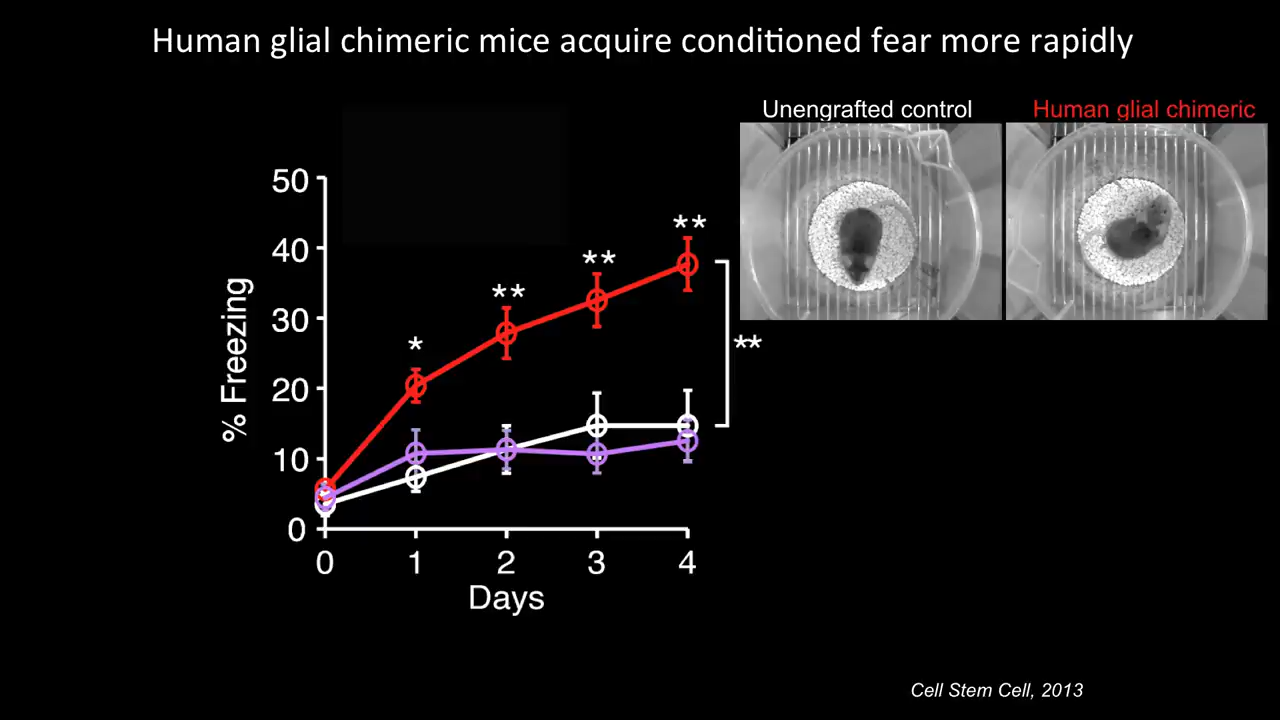 Human glial chimeric mice acquire conditioned fear more rapidly
Unengrafted control
Human glial chimeric
50
40
30
20
10
0
% Freezing
*
**
**
**
**
0 1 2 3 4
Days
Cell Stem Cell, 2013